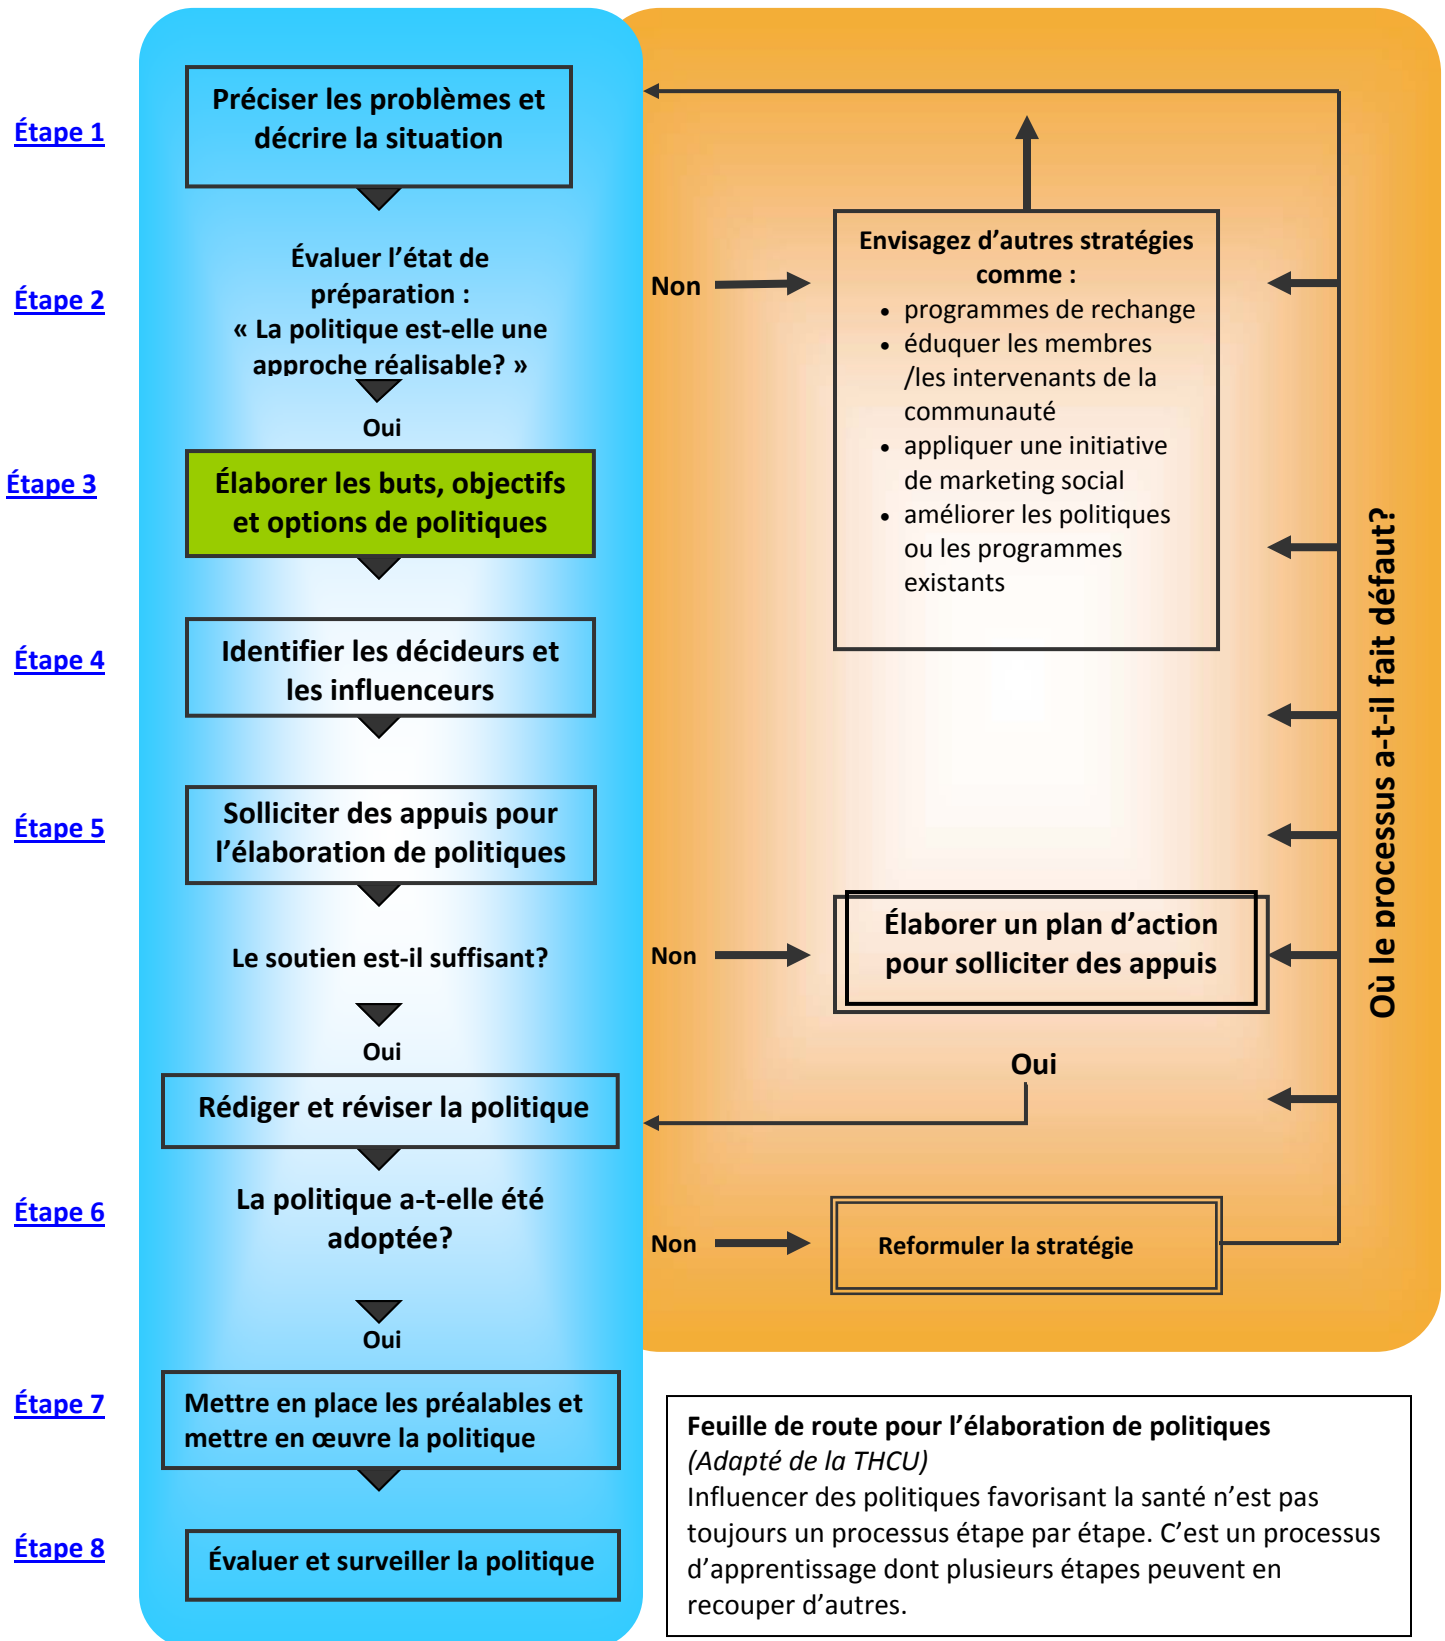 Étape 1
Préciser les problèmes et
décrire la situation
Étape 2
Évaluer l’état de
préparation :
« La politique est-elle une
approche réalisable? »
Non
Envisagez d’autres stratégies
comme :
• programmes de rechange
• éduquer les membres
/les intervenants de la
communauté
• appliquer une initiative
de marketing social
• améliorer les politiques
ou les programmes
existants
Oui
Étape 3
Élaborer les buts, objectifs
et options de politiques
Étape 4
Identifier les décideurs et
les influenceurs
Étape 5
Solliciter des appuis pour
l’élaboration de politiques
Le soutien est-il suffisant?
Non
Élaborer un plan d’action
pour solliciter des appuis
Oui
Oui
Rédiger et réviser la politique
Étape 6
La politique a-t-elle été
adoptée?
Non
Reformuler la stratégie
Où le processus a-t-il fait défaut?
Oui
Étape 7
Mettre en place les préalables et
mettre en œuvre la politique
Étape 8
Évaluer et surveiller la politique
Feuille de route pour l’élaboration de politiques
(Adapté de la THCU)
Influencer des politiques favorisant la santé n’est pas
toujours un processus étape par étape. C’est un processus
d’apprentissage dont plusieurs étapes peuvent en
recouper d’autres.